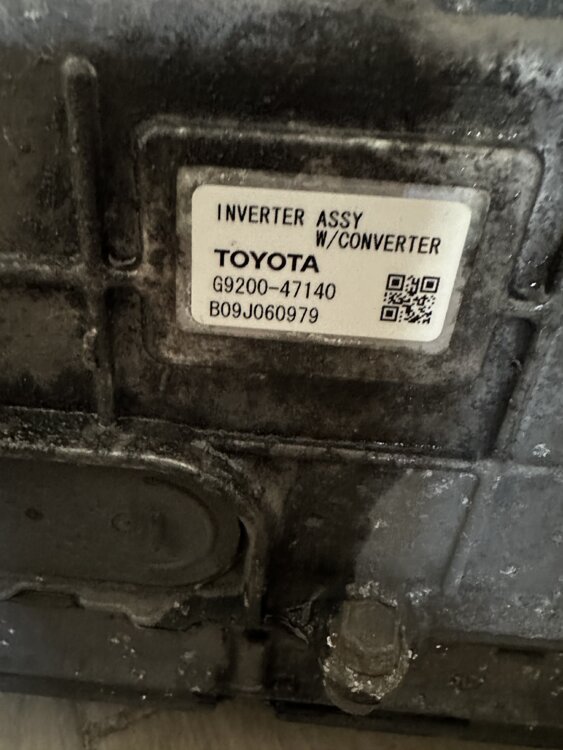 INVERTER ASSY
W/CONVERTER
TOYOTA
G9200-47140
B09J060979